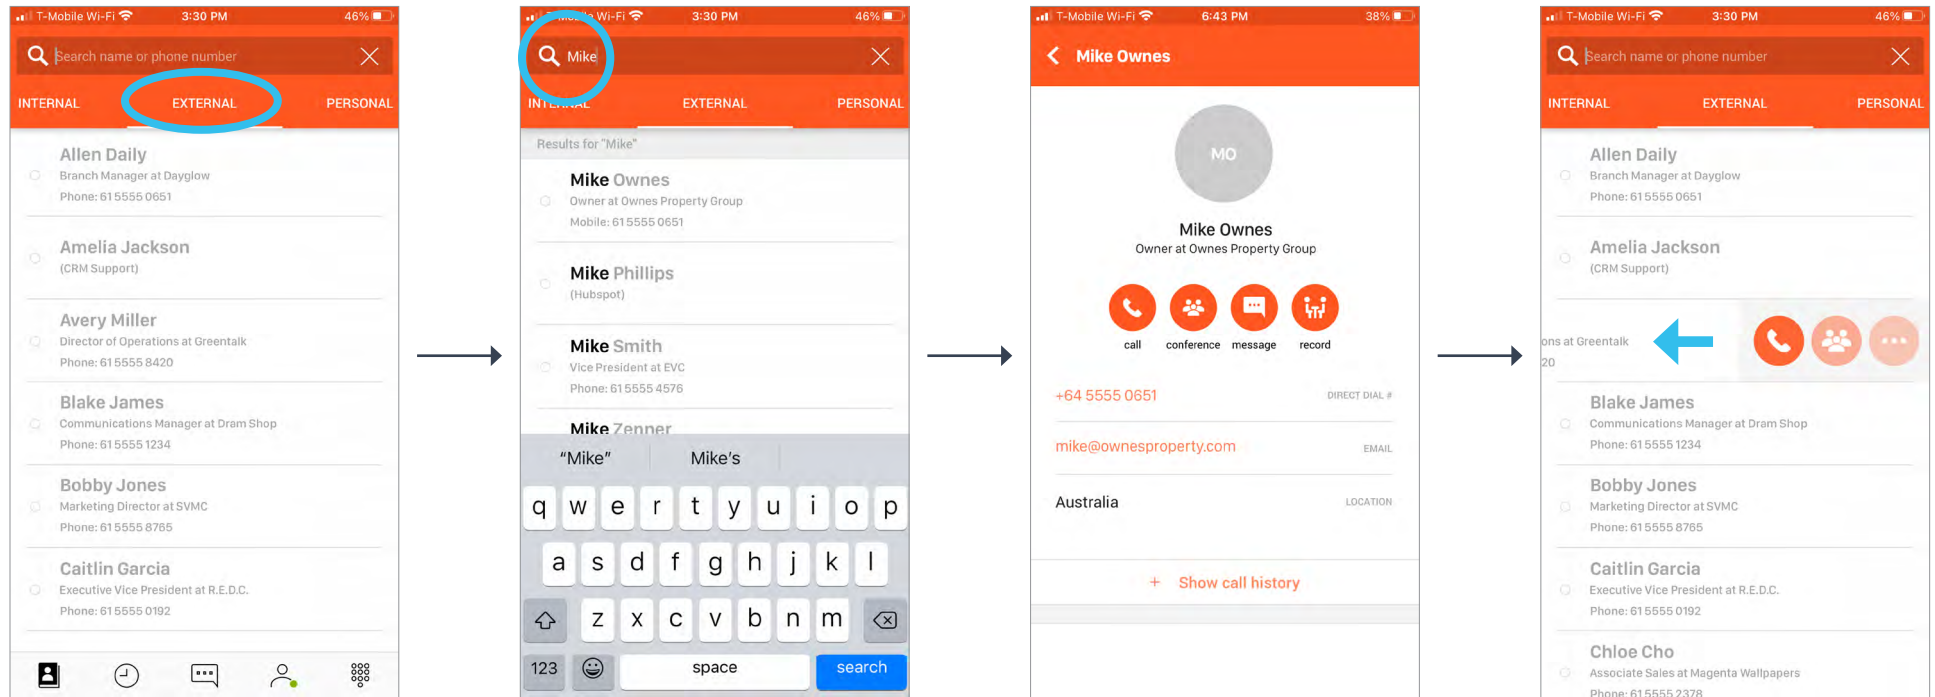 T-Mobile Wi-Fi 3:30 PM 46%
Search name or phone number
INTERNAL EXTERNAL PERSONAL
Allen Daily
Branch Manager at Dayglow
Phone: 61 5555 0651
Amelia Jackson
(CRM Support)
Avery Miller
Director of Operations at Greentalk
Phone: 61 5555 8420
Blake James
Communications Manager at Dram Shop
Phone: 61 5555 1234
Bobby Jones
Marketing Director at SVMC
Phone: 61 5555 8765
Caitlin Garcia
Executive Vice President at R.E.D.C.
Phone: 61 5555 0192
T-Mobile Wi-Fi 3:30 PM 46%
Mike
INTERNAL EXTERNAL PERSONAL
Results for "Mike"
Mike Ownes
Owner at Ownes Property Group
Mobile: 61 5555 0651
Mike Phillips
(Hubspot)
Mike Smith
Vice President at EVC
Phone: 61 5555 4576
Mike Zenner
“Mike” Mike's
q w e r t y u i o p
a s d f g h j k l
z x c v b n m
123 space search
T-Mobile Wi-Fi 6:43 PM 38%
Mike Ownes
MO
Mike Ownes
Owner at Ownes Property Group
call conference message record
+64 5555 0651 DIRECT DIAL #
mike@ownesproperty.com EMAIL
Australia LOCATION
+ Show call history
T-Mobile Wi-Fi 3:30 PM 46%
Search name or phone number
INTERNAL EXTERNAL PERSONAL
Allen Daily
Branch Manager at Dayglow
Phone: 61 5555 0651
Amelia Jackson
(CRM Support)
ons at Greentalk
20
Blake James
Communications Manager at Dram Shop
Phone: 61 5555 1234
Bobby Jones
Marketing Director at SVMC
Phone: 61 5555 8765
Caitlin Garcia
Executive Vice President at R.E.D.C.
Phone: 61 5555 0192
Chloe Cho
Associate Sales at Magenta Wallpapers
Phone: 61 5555 2378